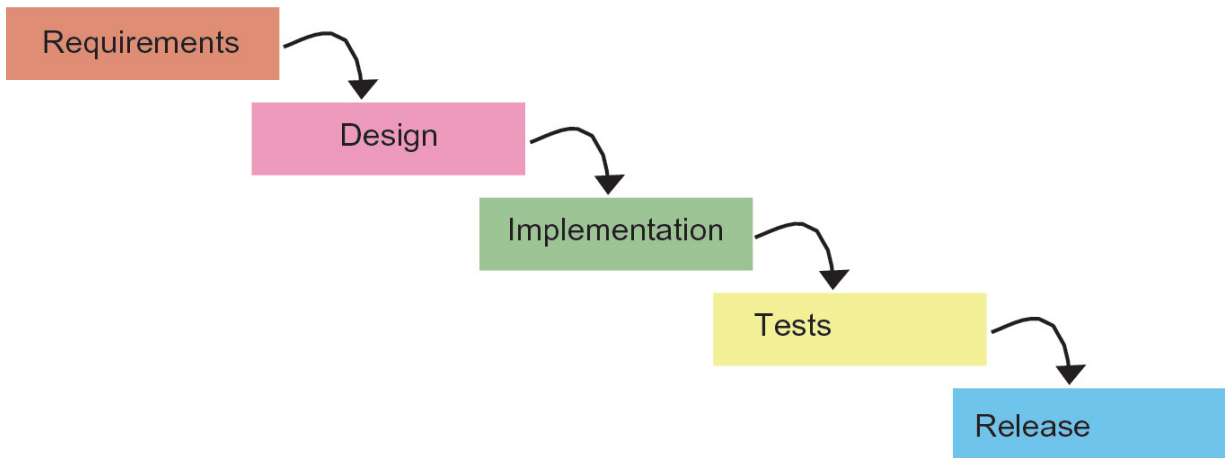 Requirements
Design
Implementation
Tests
Release